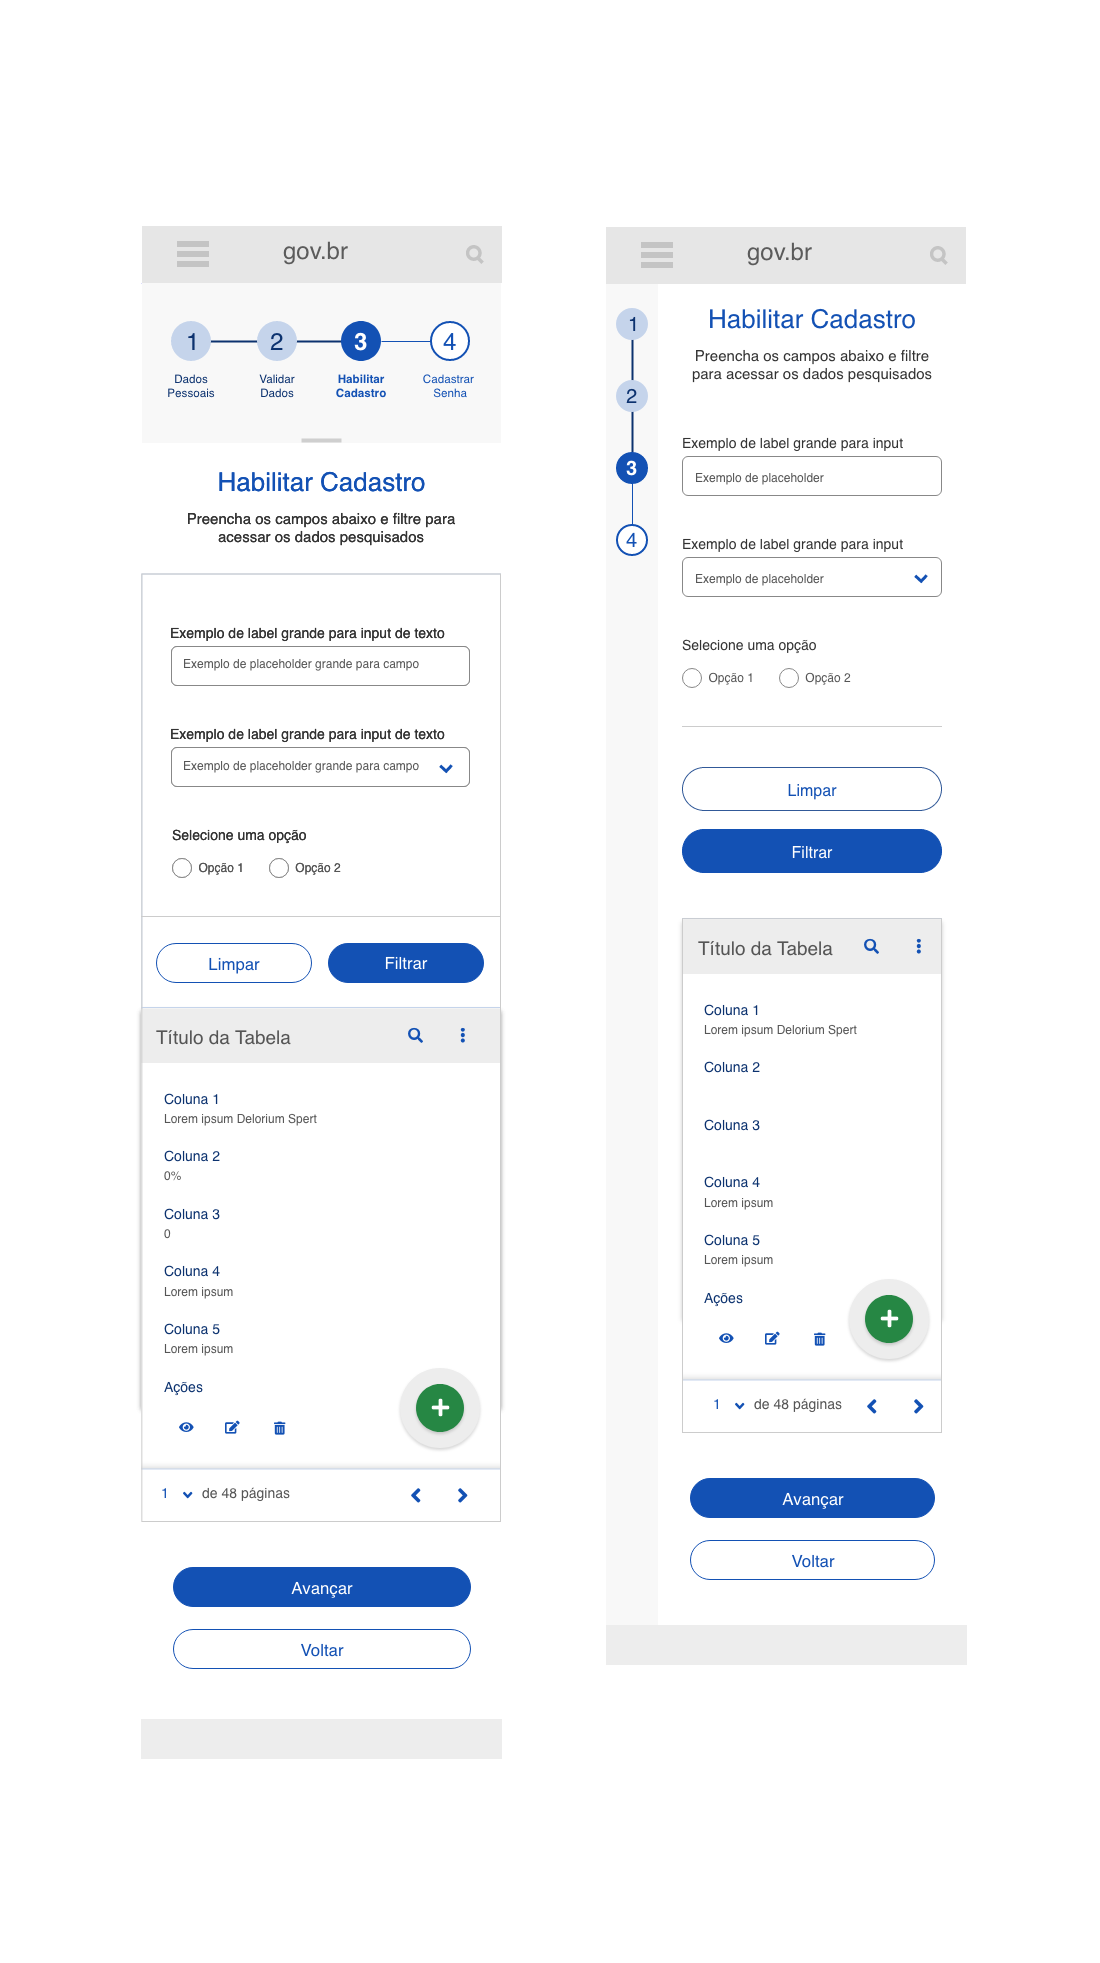 gov.br
1
2
3
4
Dados
Pessoais
Validar
Dados
Habilitar
Cadastro
Cadastrar
Senha
Habilitar Cadastro
Preencha os campos abaixo e filtre para
acessar os dados pesquisados
Exemplo de label grande para input de texto
Exemplo de placeholder grande para campo
Exemplo de label grande para input de texto
Exemplo de placeholder grande para campo
Selecione uma opção
Opção 1
Opção 2
Limpar
Filtrar
Título da Tabela
Coluna 1
Lorem ipsum Delorium Spert
Coluna 2
0%
Coluna 3
0
Coluna 4
Lorem ipsum
Coluna 5
Lorem ipsum
Ações
1
de 48 páginas
Avançar
Voltar
gov.br
1
2
3
4
Habilitar Cadastro
Preencha os campos abaixo e filtre
para acessar os dados pesquisados
Exemplo de label grande para input
Exemplo de placeholder
Exemplo de label grande para input
Exemplo de placeholder
Selecione uma opção
Opção 1
Opção 2
Limpar
Filtrar
Título da Tabela
Coluna 1
Lorem ipsum Delorium Spert
Coluna 2
Coluna 3
Coluna 4
Lorem ipsum
Coluna 5
Lorem ipsum
Ações
1
de 48 páginas
Avançar
Voltar